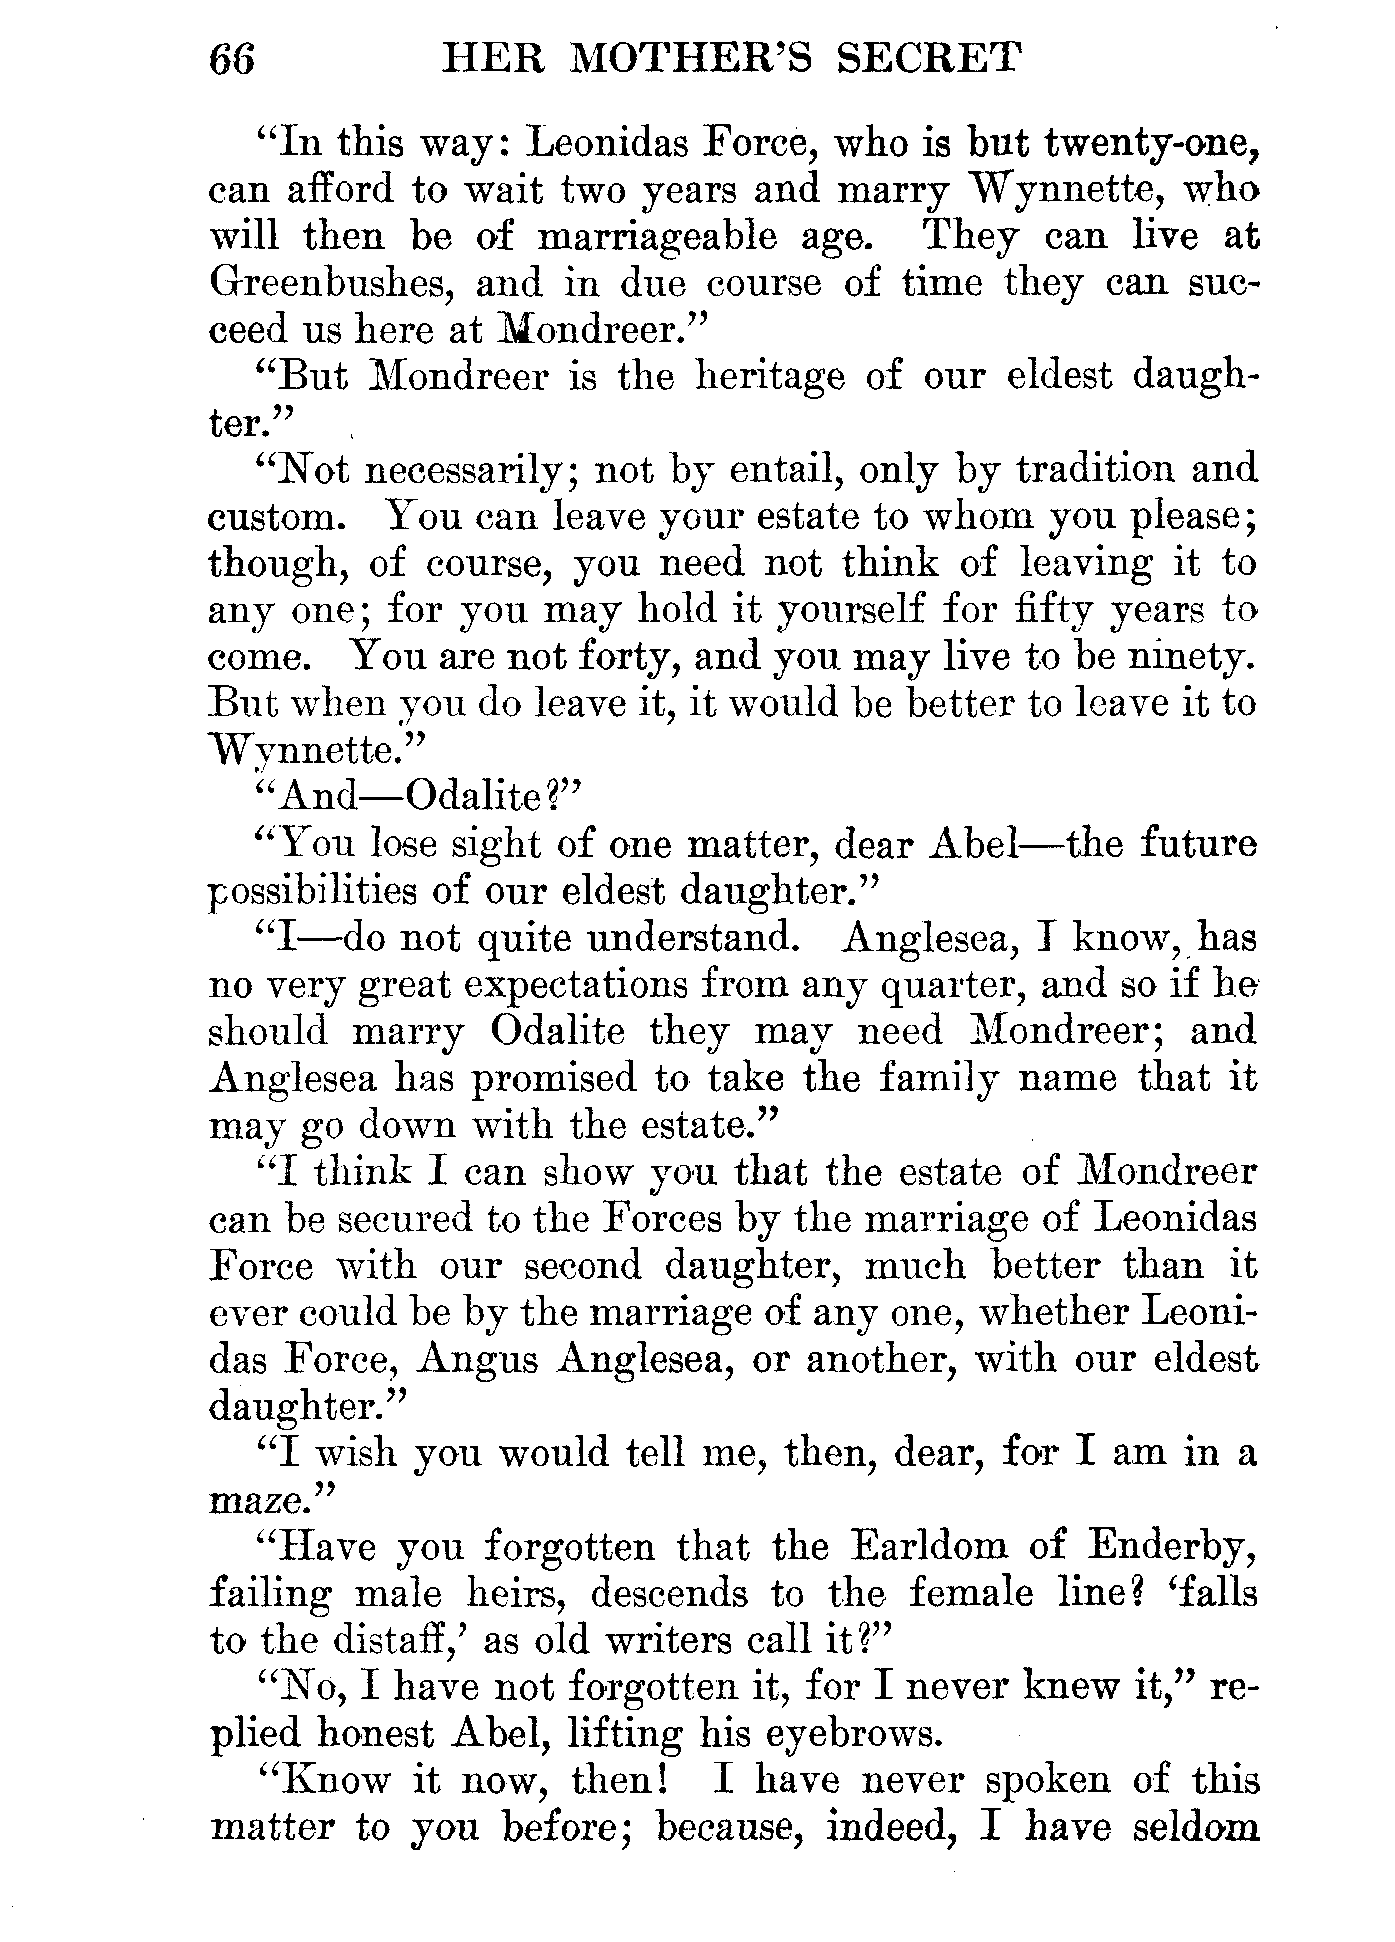 66 HER MOTHER'S SECRET
“In this way: Leonidas Force, who is but twenty-one,
can afford to wait two years and marry Wynnette, who
will then be of marriageable age. They can live at
Greenbushes, and in due course of time they can suc-
ceed us here at Mondreer.”
“But Mondreer is the heritage of our eldest daugh-
ter.”
“Not necessarily; not by entail, only by tradition and
custom. You can leave your estate to whom you please;
though, of course, you need not think of leaving it to
any one; for you may hold it yourself for fifty years to
come. You are not forty, and you may live to be ninety.
But when you do leave it, it would be better to leave it to
Wynnette.”
“And—Odalite?”
“You lose sight of one matter, dear Abel—the future
possibilities of our eldest daughter.”
“I—do not quite understand. Anglesea, I know, has
no very great expectations from any quarter, and so if he
should marry Odalite they may need Mondreer; and
Anglesea has promised to take the family name that it
may go down with the estate.”
“I think I can show you that the estate of Mondreer
can be secured to the Forces by the marriage of Leonidas
Force with our second daughter, much better than it
ever could be by the marriage of any one, whether Leoni-
das Force, Angus Anglesea, or another, with our eldest
daughter.”
“I wish you would tell me, then, dear, for I am in a
maze.”
“Have you forgotten that the Earldom of Enderby,
failing male heirs, descends to the female line? ‘falls
to the distaff,’ as old writers call it?”
“No, I have not forgotten it, for I never knew it,” re-
plied honest Abel, lifting his eyebrows.
“Know it now, then! I have never spoken of this
matter to you before; because, indeed, I have seldom